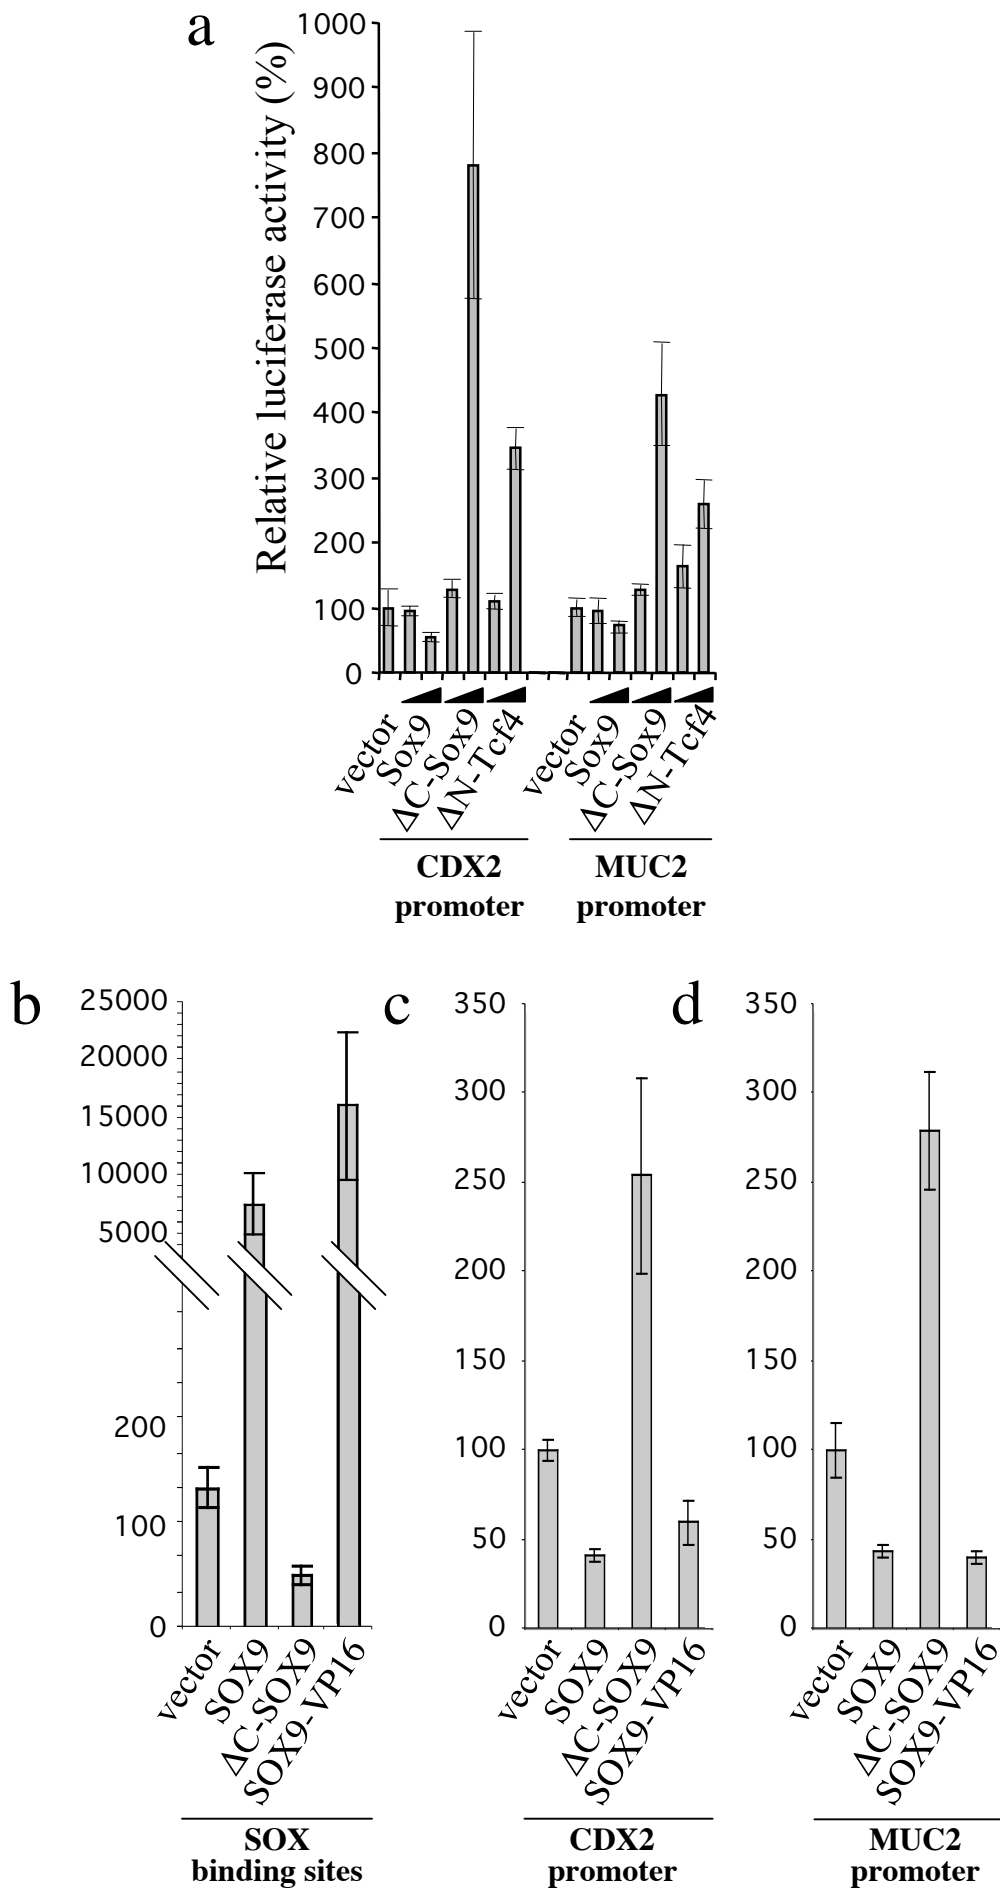 a
Relative luciferase activity (%)
1000
900
800
700
600
500
400
300
200
100
0
vector
Sox9
ΔC-Sox9
ΔN-Tcf4
vector
Sox9
ΔC-Sox9
ΔN-Tcf4
CDX2
promoter
MUC2
promoter
b
25000
20000
15000
10000
5000
200
100
0
vector
SOX9
ΔC-SOX9
SOX9-VP16
SOX
binding sites
c
350
300
250
200
150
100
50
0
vector
SOX9
ΔC-SOX9
SOX9-VP16
CDX2
promoter
d
350
300
250
200
150
100
50
0
vector
SOX9
ΔC-SOX9
SOX9-VP16
MUC2
promoter